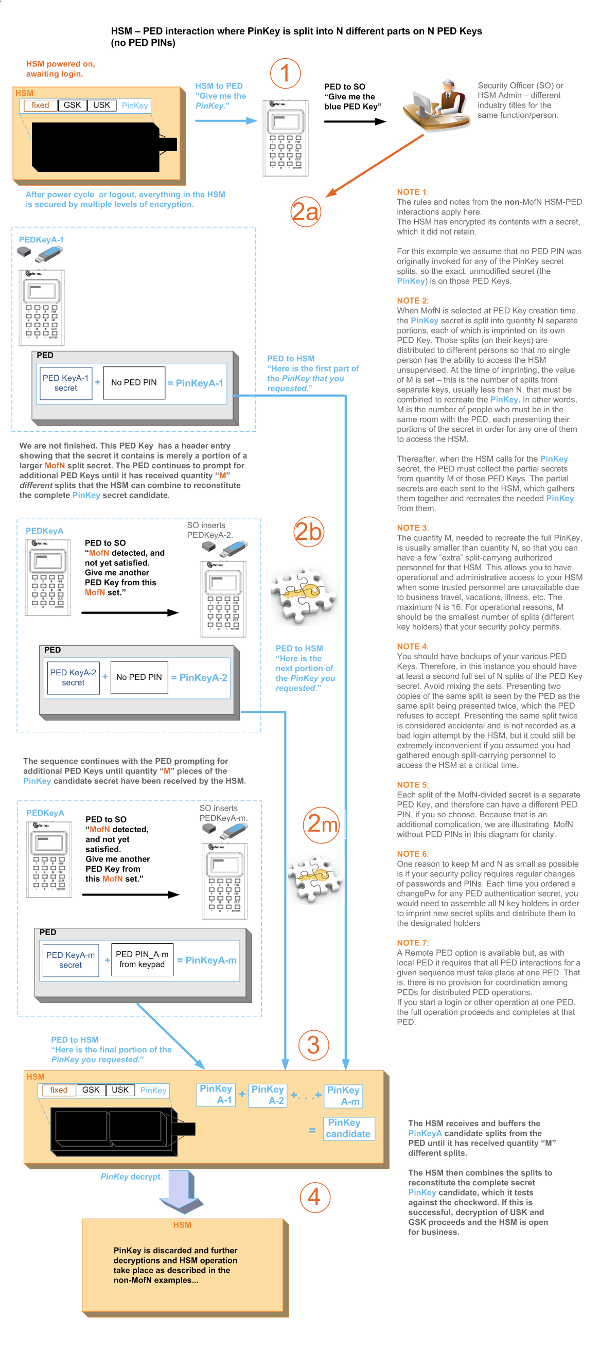 HSM – PED interaction where PinKey is split into N different parts on N PED Keys
(no PED PINs)
HSM powered on,
awaiting login.
HSM
fixed GSK USK PinKey
HSM to PED
“Give me the
PinKey.”
1
PED to SO
“Give me the
blue PED Key”
Security Officer (SO) or
HSM Admin – different
industry titles for the
same function/person.
After power cycle or logout, everything in the HSM
is secured by multiple levels of encryption.
2a
PEDKeyA-1
PED
PED KeyA-1
secret
+
No PED PIN
= PinKeyA-1
PED to HSM
“Here is the first part of
the PinKey that you
requested.”
We are not finished. This PED Key has a header entry
showing that the secret it contains is merely a portion of a
larger MofN split secret. The PED continues to prompt for
additional PED Keys until it has received quantity “M”
different splits that the HSM can combine to reconstitute
the complete PinKey secret candidate.
PEDKeyA
PED to SO
“MofN detected, and
not yet satisfied.
Give me another
PED Key from this
MofN set.”
SO inserts
PEDKeyA-2.
2b
PED
PED KeyA-2
secret
+
No PED PIN
= PinKeyA-2
PED to HSM
“Here is the
next portion of
the PinKey you
requested.”
The sequence continues with the PED prompting for
additional PED Keys until quantity “M” pieces of the
PinKey candidate secret have been received by the HSM.
PEDKeyA
PED to SO
“MofN detected,
and not yet
satisfied.
Give me another
PED Key from
this MofN set.”
SO inserts
PEDKeyA-m.
2m
PED
PED KeyA-m
secret
+
PED PIN_A-m
from keypad
= PinKeyA-m
PED to HSM
“Here is the final portion of the
PinKey you requested.”
3
HSM
fixed GSK USK PinKey
PinKey
A-1
+
PinKey
A-2
+. . .+
PinKey
A-m
=
PinKey
candidate
PinKey decrypt.
4
HSM
PinKey is discarded and further
decryptions and HSM operation
take place as described in the
non-MofN examples...
NOTE 1:
The rules and notes from the non-MofN HSM-PED
interactions apply here.
The HSM has encrypted its contents with a secret,
which it did not retain.
For this example we assume that no PED PIN was
originally invoked for any of the PinKey secret
splits, so the exact, unmodified secret (the
PinKey) is on those PED Keys.
NOTE 2:
When MofN is selected at PED Key creation time,
the PinKey secret is split into quantity N separate
portions, each of which is imprinted on its own
PED Key. Those splits (on their keys) are
distributed to different persons so that no single
person has the ability to access the HSM
unsupervised. At the time of imprinting, the value
of M is set – this is the number of splits from
separate keys, usually less than N, that must be
combined to recreate the PinKey. In other words,
M is the number of people who must be in the
same room with the PED, each presenting their
portions of the secret in order for any one of them
to access the HSM.
Thereafter, when the HSM calls for the PinKey
secret, the PED must collect the partial secrets
from quantity M of those PED Keys. The partial
secrets are each sent to the HSM, which gathers
them together and recreates the needed PinKey
from them.
NOTE 3:
The quantity M, needed to recreate the full PinKey,
is usually smaller than quantity N, so that you can
have a few “extra” split-carrying authorized
personnel for that HSM. This allows you to have
operational and administrative access to your HSM
when some trusted personnel are unavailable due
to business travel, vacations, illness, etc. The
maximum N is 16. For operational reasons, M
should be the smallest number of splits (different
key holders) that your security policy permits.
NOTE 4:
You should have backups of your various PED
Keys. Therefore, in this instance you should have
at least a second full set of N splits of the PED Key
secret. Avoid mixing the sets. Presenting two
copies of the same split is seen by the PED as the
same split being presented twice, which the PED
refuses to accept. Presenting the same split twice
is considered accidental and is not recorded as a
bad login attempt by the HSM, but it could still be
extremely inconvenient if you assumed you had
gathered enough split-carrying personnel to
access the HSM at a critical time.
NOTE 5:
Each split of the MofN-divided secret is a separate
PED Key, and therefore can have a different PED
PIN, if you so choose. Because that is an
additional complication, we are illustrating MofN
without PED PINs in this diagram for clarity.
NOTE 6:
One reason to keep M and N as small as possible
is if your security policy requires regular changes
of passwords and PINs. Each time you ordered a
changePw for any PED authentication secret, you
would need to assemble all N key holders in order
to imprint new secret splits and distribute them to
the designated holders
NOTE 7:
A Remote PED option is available but, as with
local PED it requires that all PED interactions for a
given sequence must take place at one PED. That
is, there is no provision for coordination among
PEDs for distributed PED operations.
If you start a login or other operation at one PED,
the full operation proceeds and completes at that
PED.
The HSM receives and buffers the
PinKeyA candidate splits from the
PED until it has received quantity “M”
different splits.
The HSM then combines the splits to
reconstitute the complete secret
PinKey candidate, which it tests
against the checkword. If this is
successful, decryption of USK and
GSK proceeds and the HSM is open
for business.